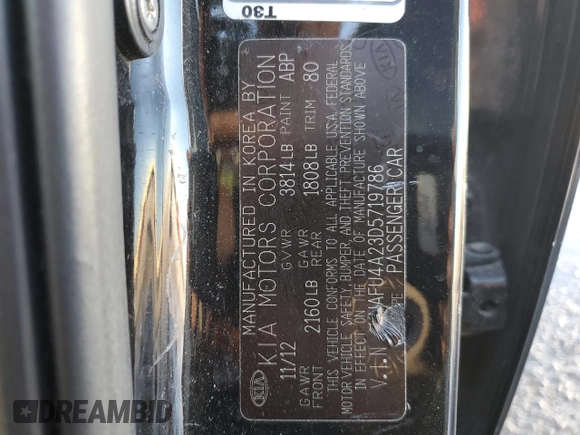 T30
MANUFACTURED IN KOREA BY
KIA MOTORS CORPORATION
11/12 GVWR 3814LB PAINT ABP
GAWR FRONT 2160LB GAWR REAR 1808LB TRIM 80
THIS VEHICLE CONFORMS TO ALL APPLICABLE U.S.A. FEDERAL
MOTOR VEHICLE SAFETY, BUMPER, AND THEFT PREVENTION STANDARDS
IN EFFECT ON THE DATE OF MANUFACTURE SHOWN ABOVE
V.I.N AFU4A23D5719786
PASSENGER CAR
KIA
DREAMBID